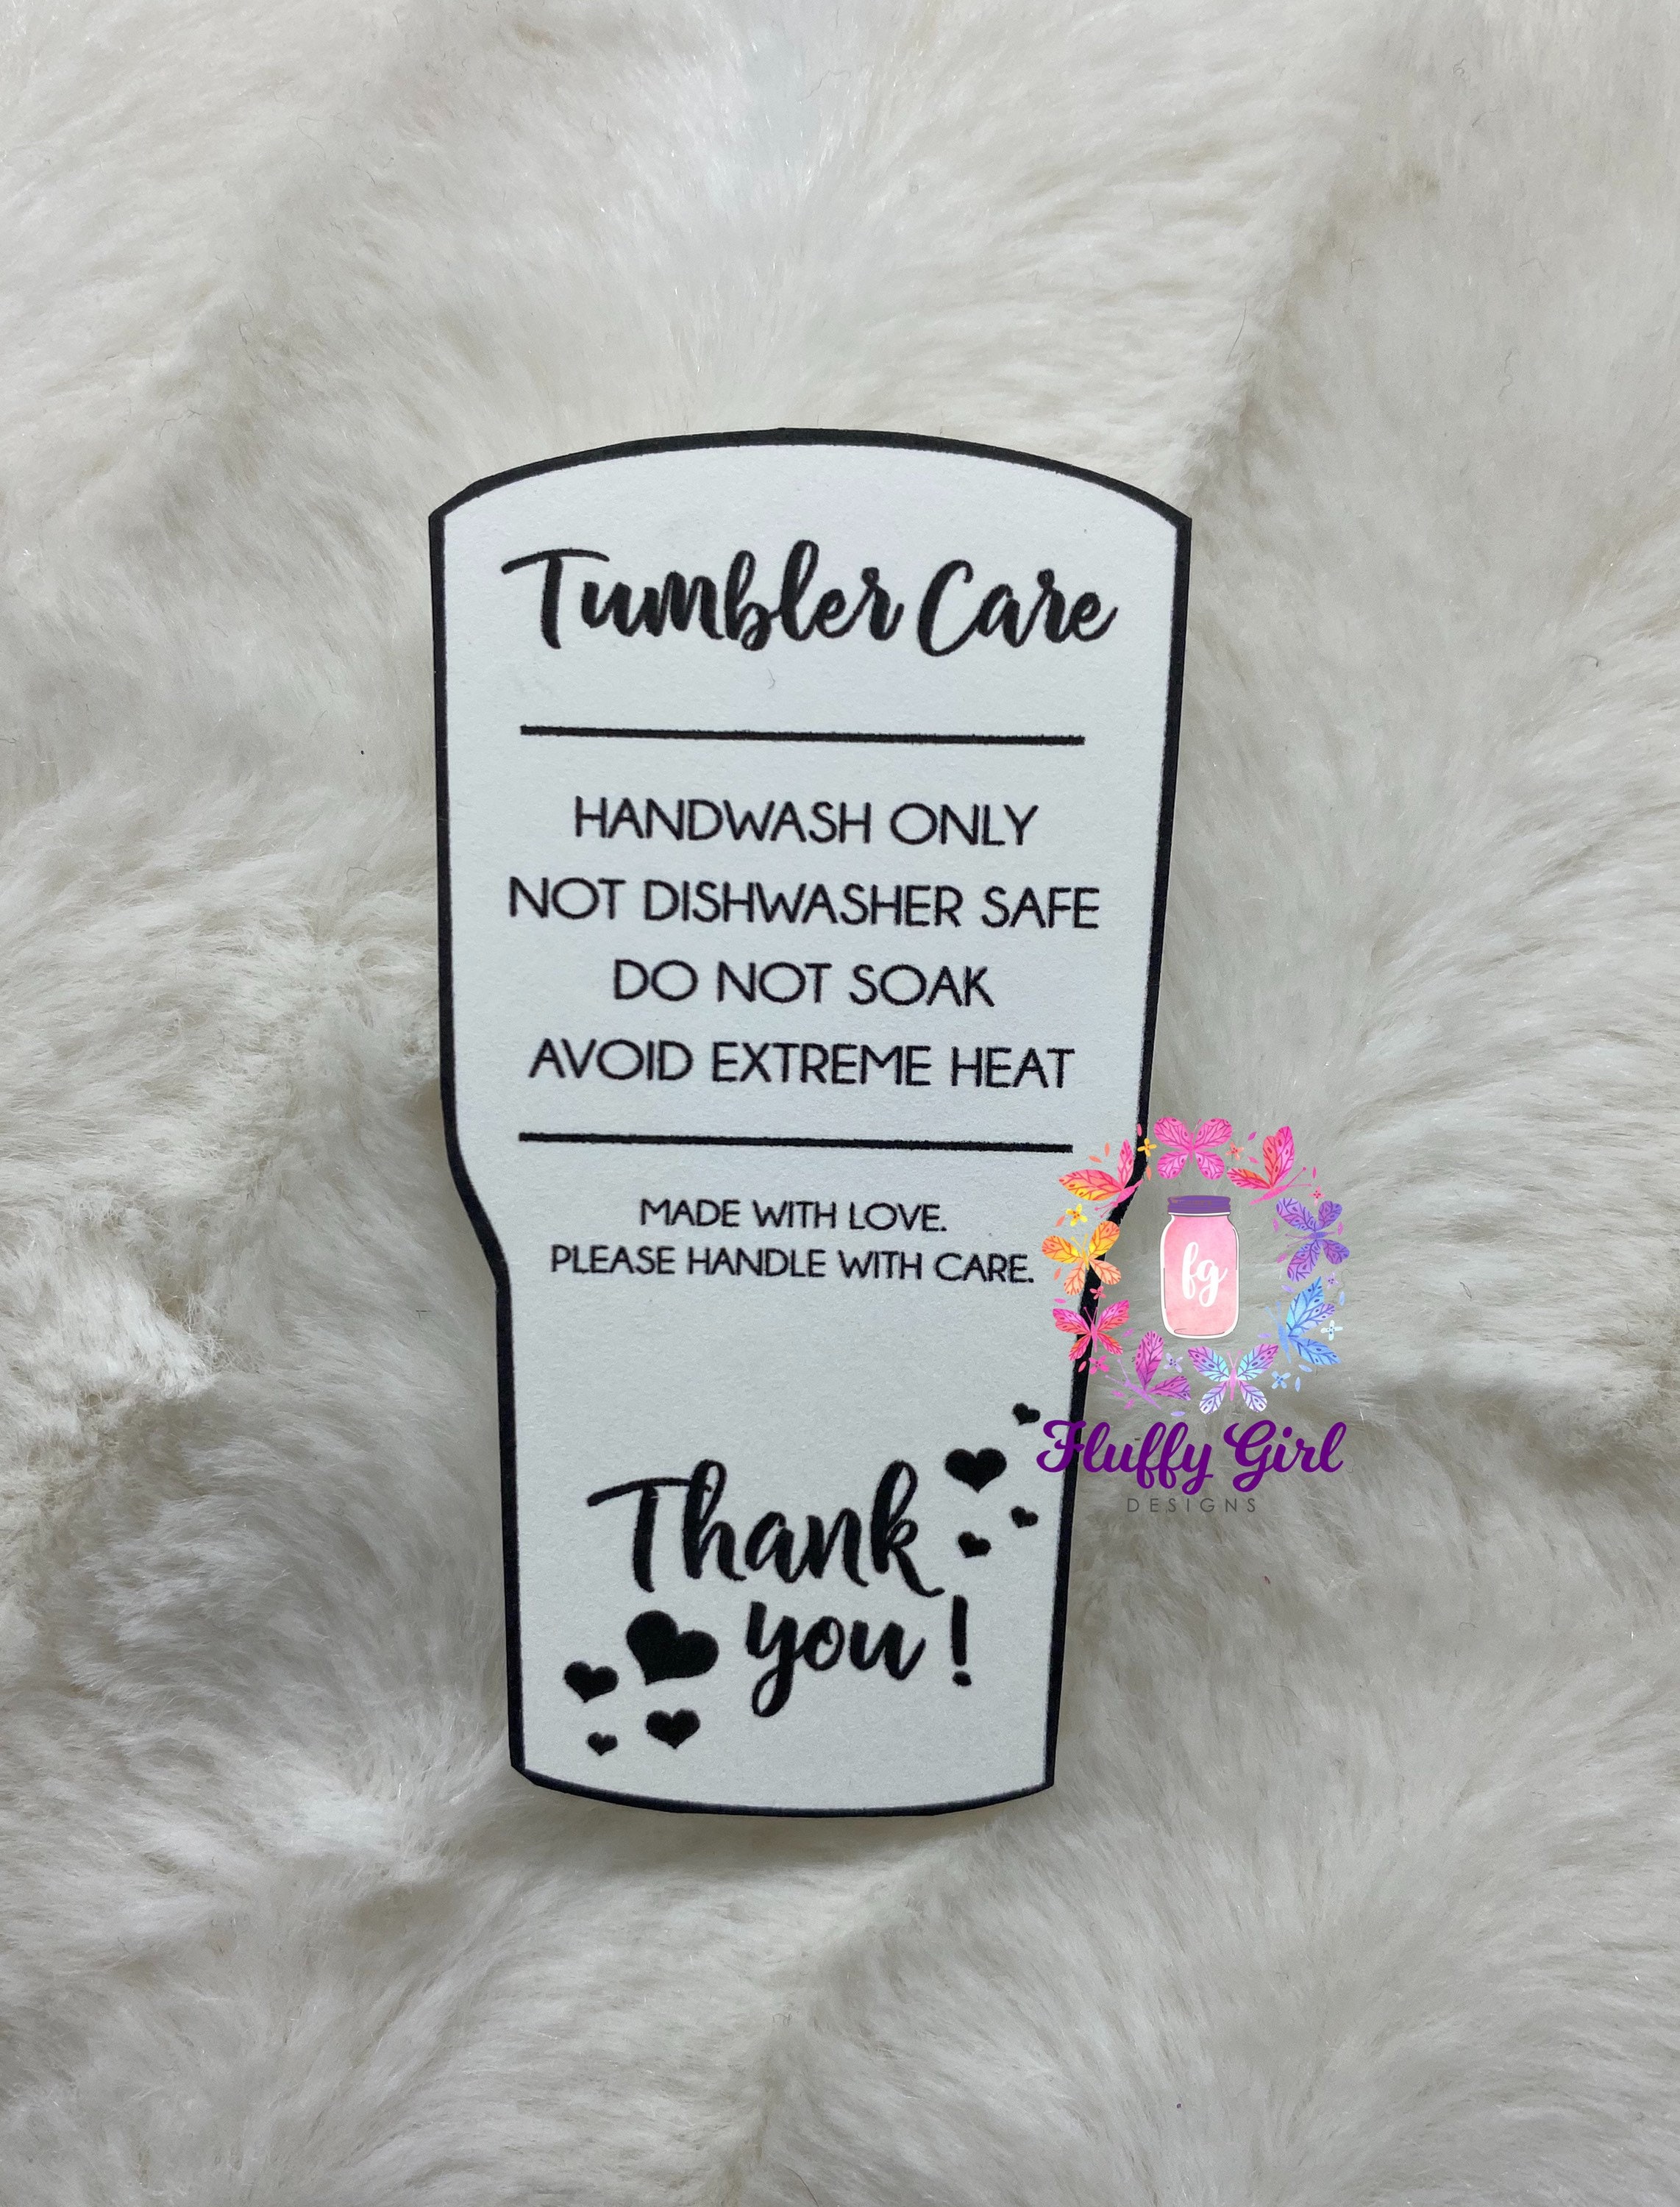 Tumbler Care
HANDWASH ONLY
NOT DISHWASHER SAFE
DO NOT SOAK
AVOID EXTREME HEAT
MADE WITH LOVE.
PLEASE HANDLE WITH CARE.
fg
Fluffy Girl
DESIGNS
Thank
you!